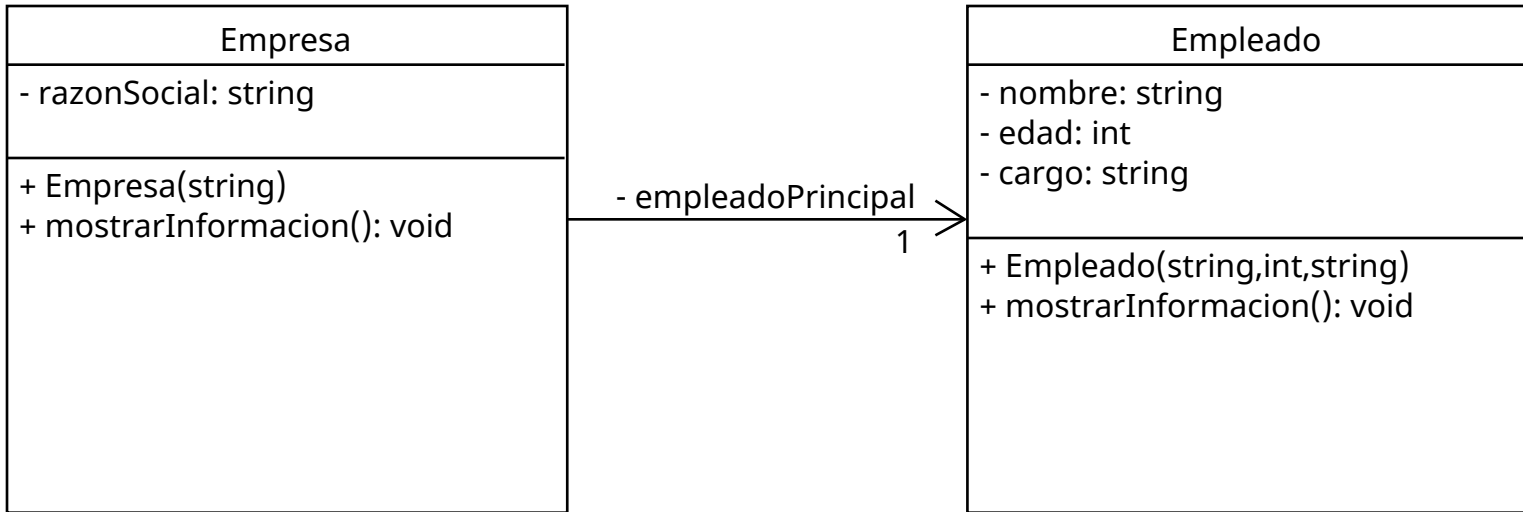 Empresa
- razonSocial: string
+ Empresa(string)
+ mostrarInformacion(): void
- empleadoPrincipal
1
Empleado
- nombre: string
- edad: int
- cargo: string
+ Empleado(string,int,string)
+ mostrarInformacion(): void